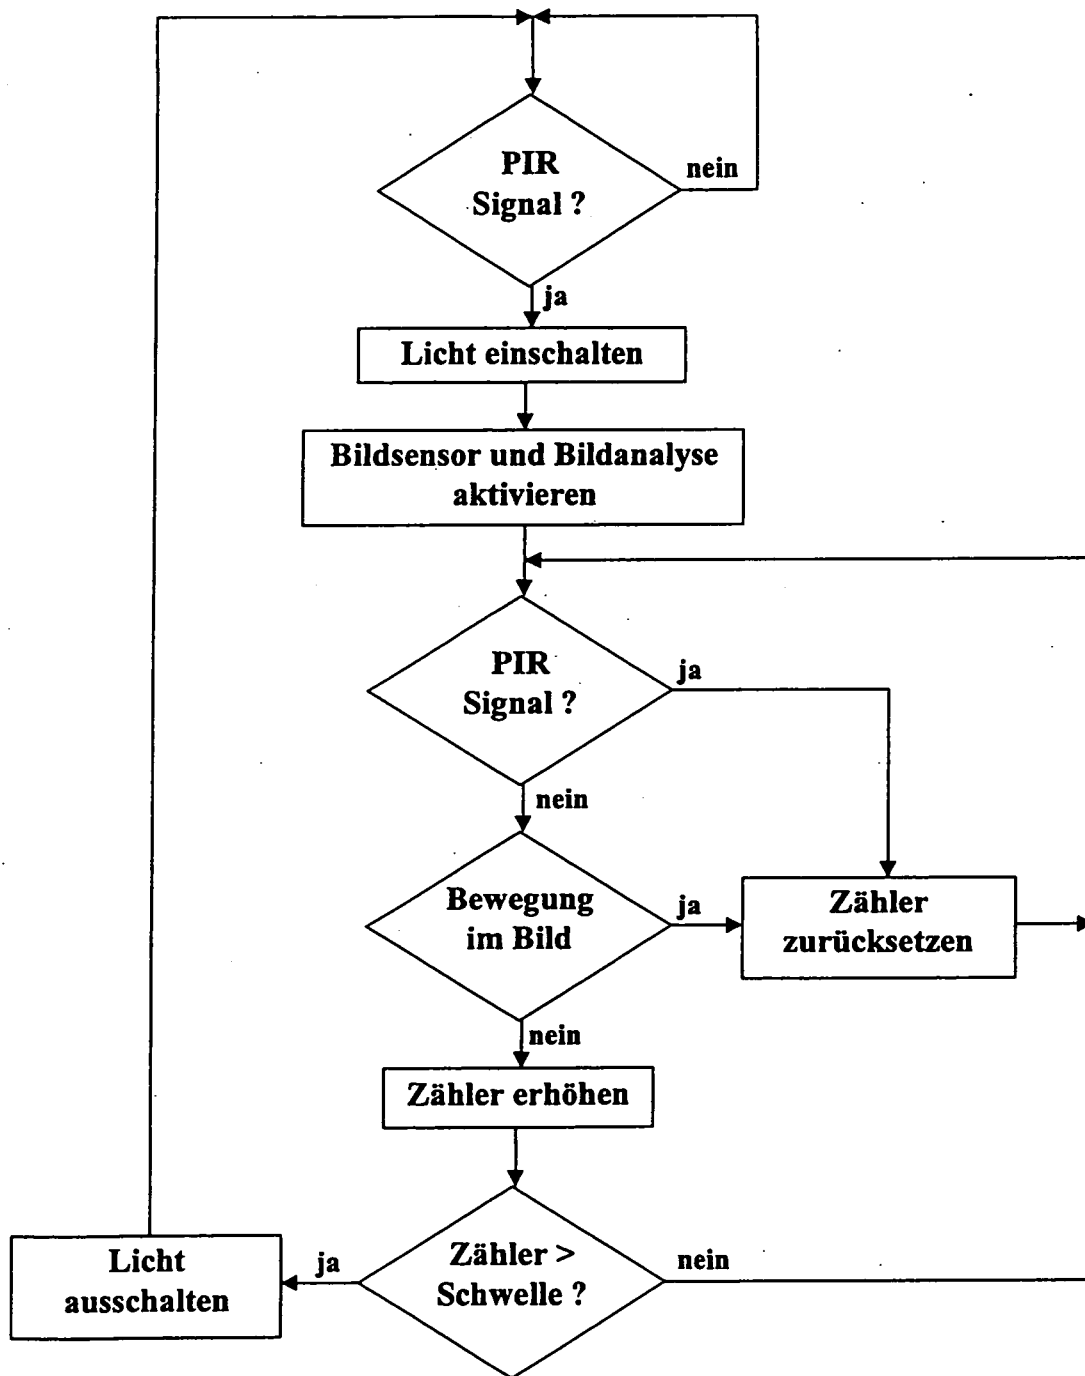 PIR
Signal ?
nein
ja
Licht einschalten
Bildsensor und Bildanalyse
aktivieren
PIR
Signal ?
ja
nein
Bewegung
im Bild
ja
Zähler
zurücksetzen
nein
Zähler erhöhen
Zähler >
Schwelle ?
ja
nein
Licht
ausschalten